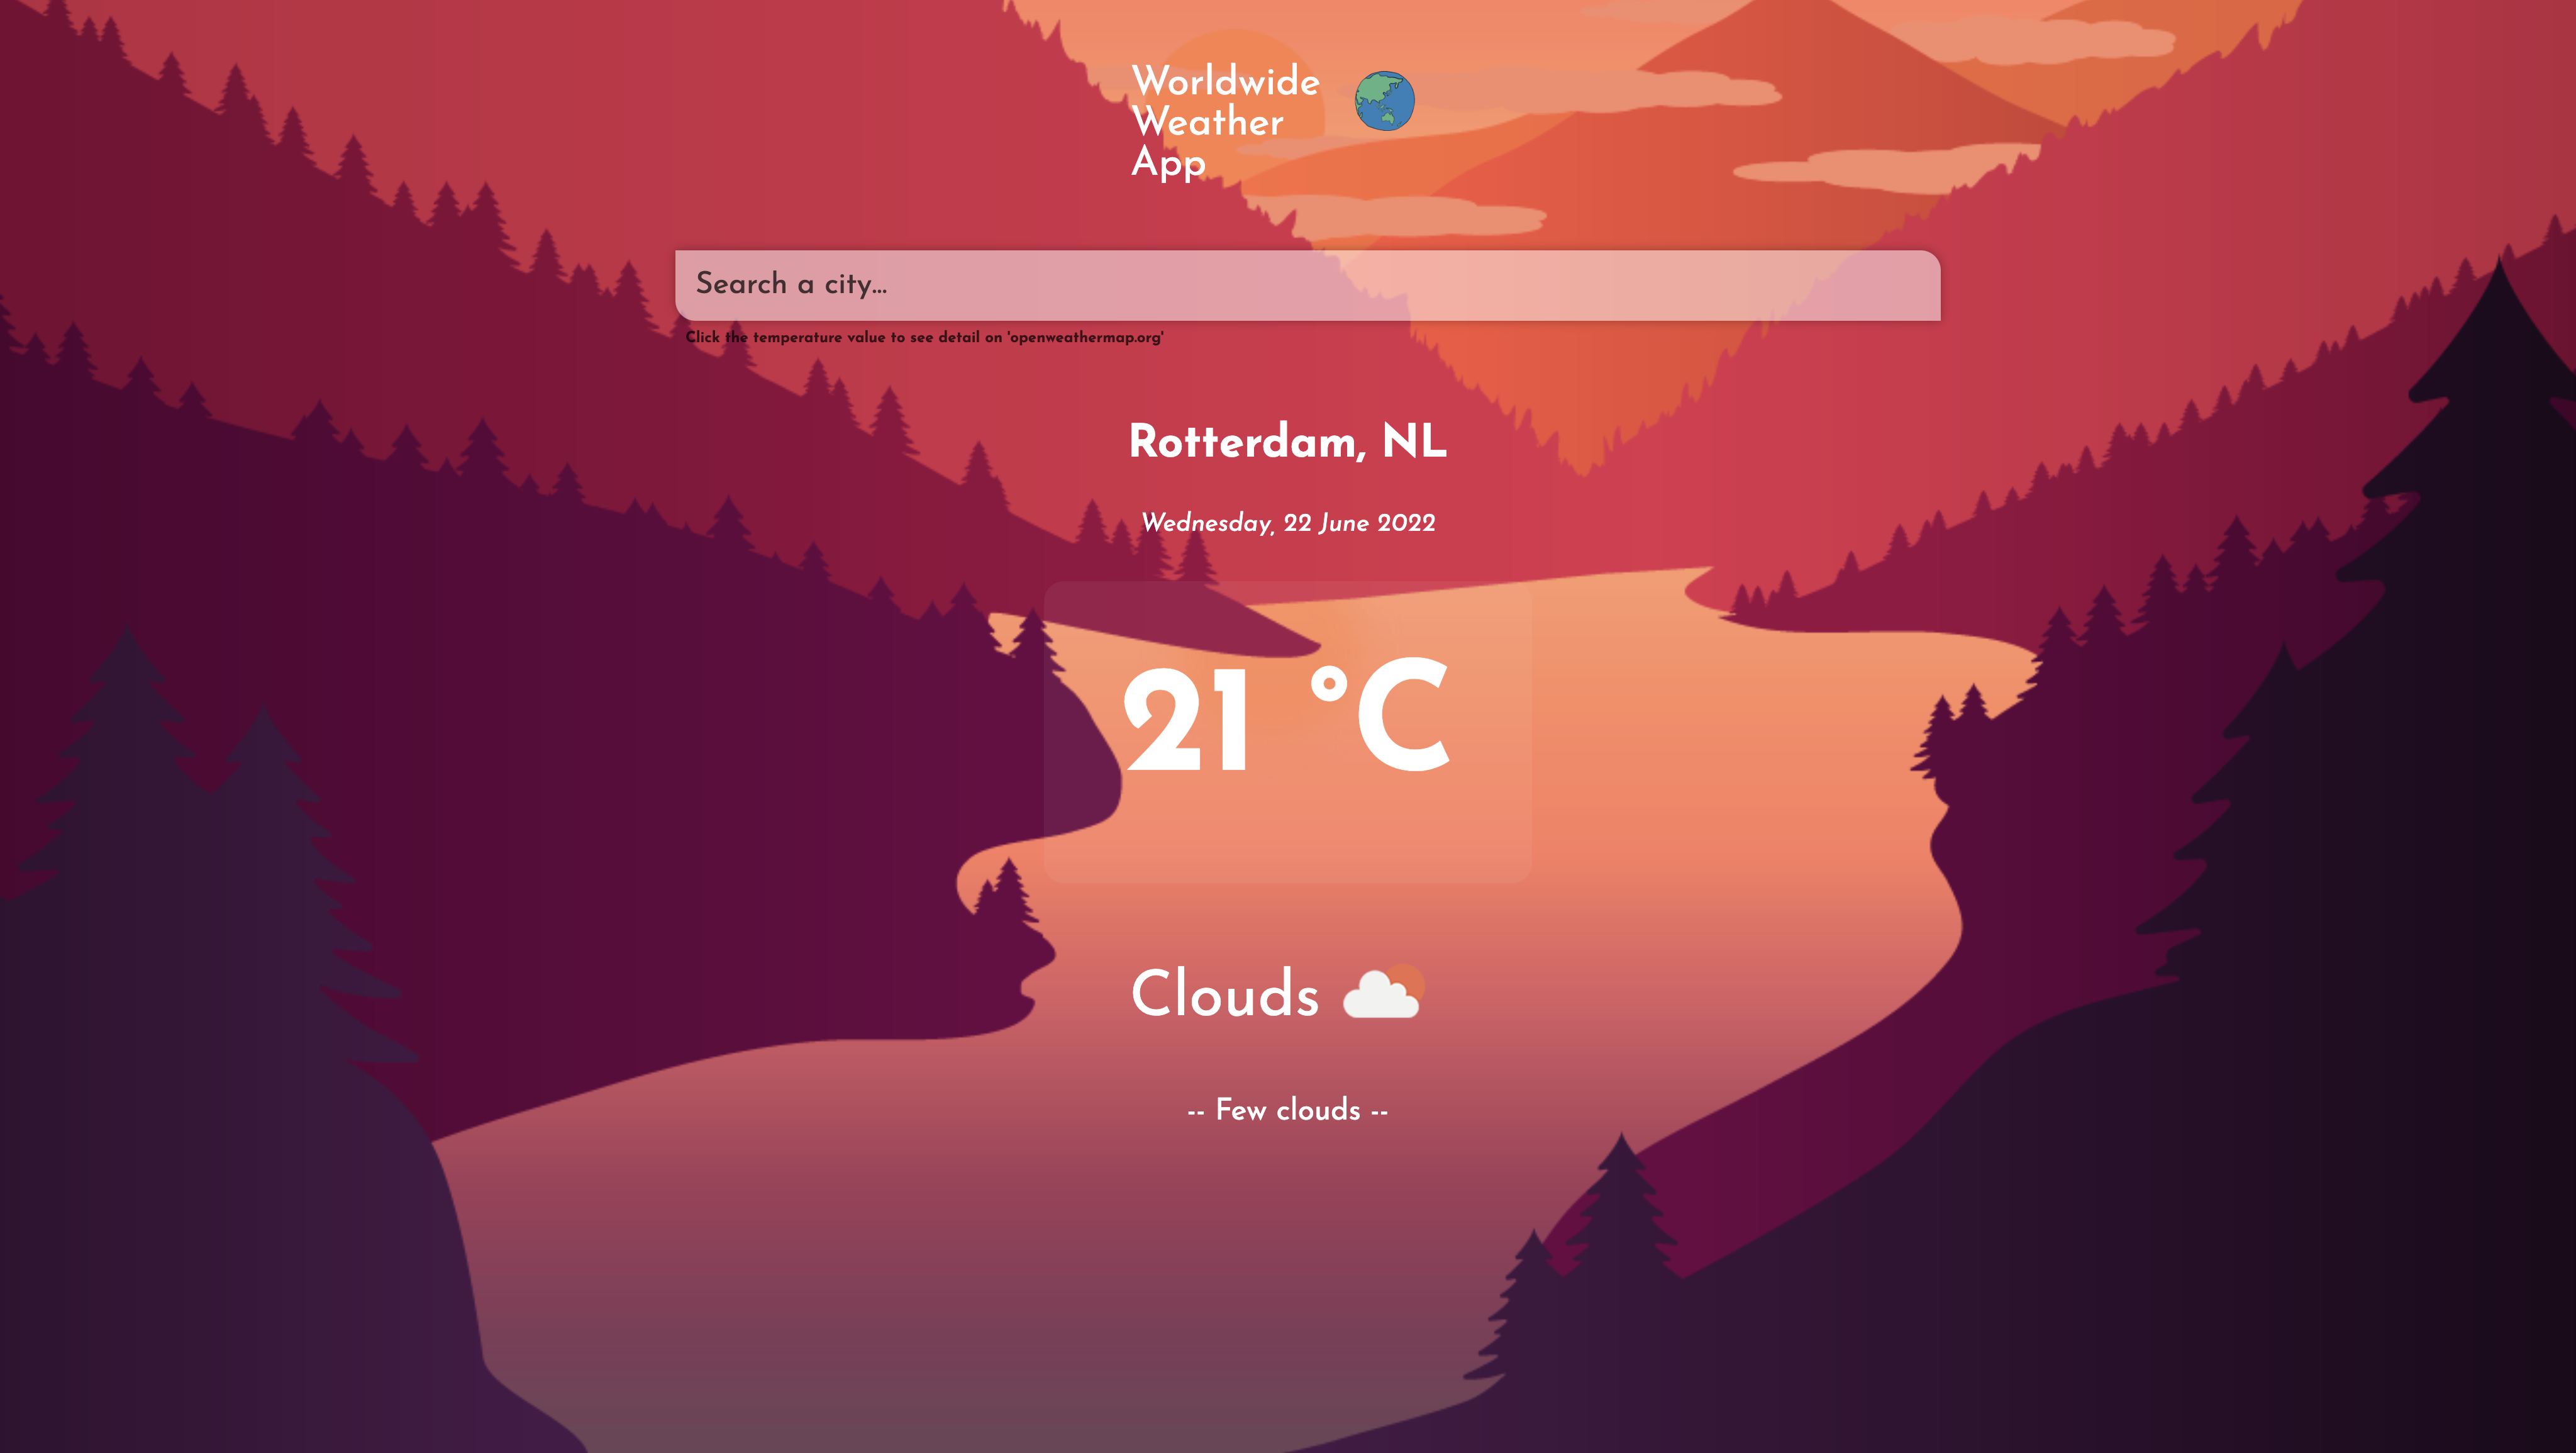 Worldwide
Weather
App
Search a city...
Click the temperature value to see detail on 'openweathermap.org'
Rotterdam, NL
Wednesday, 22 June 2022
21 °C
Clouds
-- Few clouds --